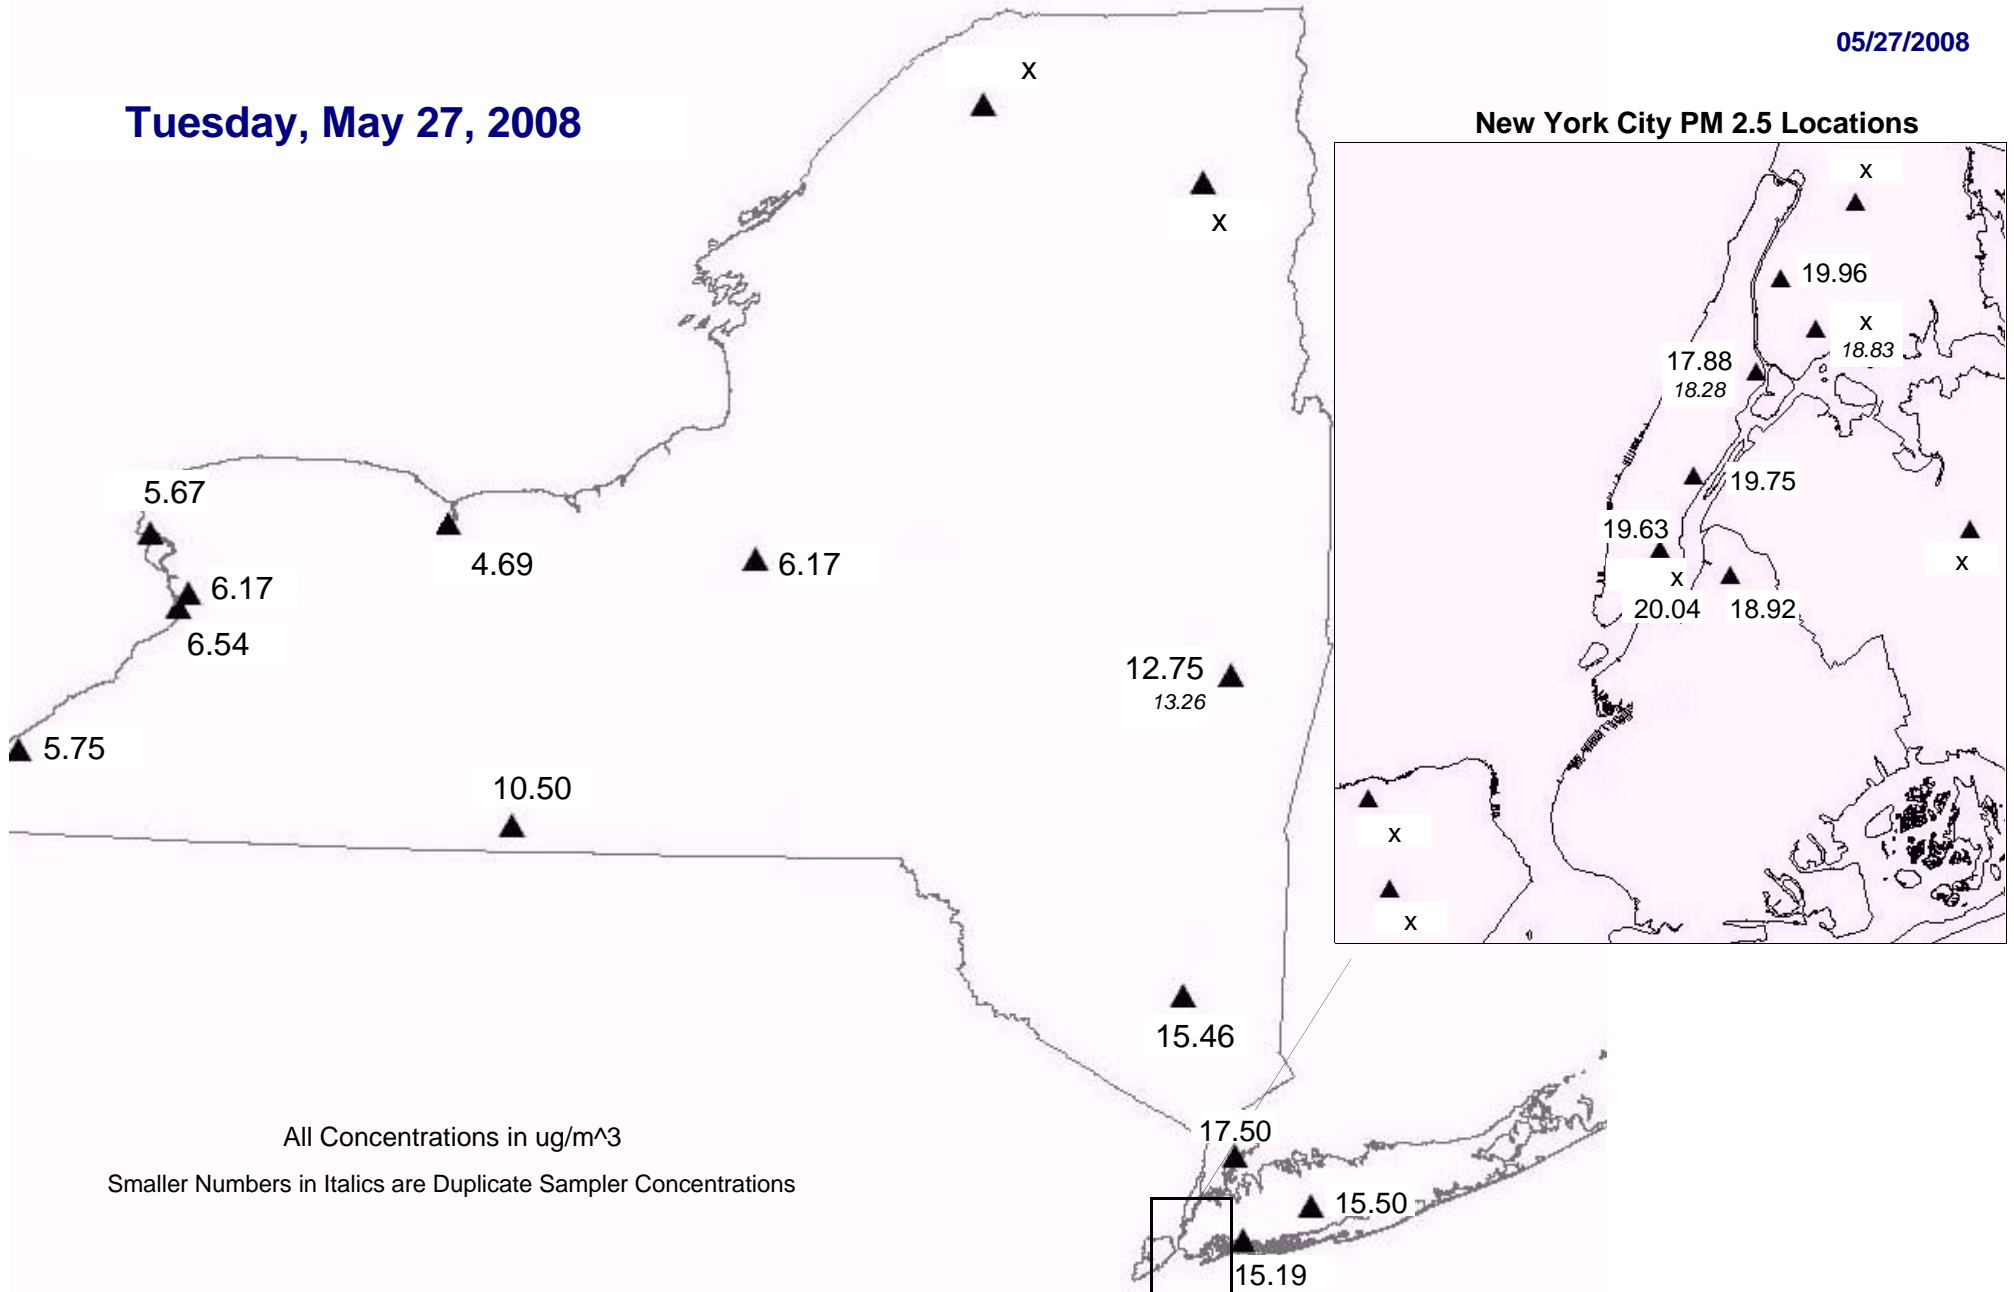 05/27/2008
Tuesday, May 27, 2008
x
x
New York City PM 2.5 Locations
x
19.96
x
18.83
17.88
18.28
19.75
19.63
x
20.04
18.92
x
x
x
5.67
4.69
6.17
6.17
6.54
5.75
10.50
12.75
13.26
15.46
17.50
15.50
15.19
All Concentrations in ug/m^3
Smaller Numbers in Italics are Duplicate Sampler Concentrations